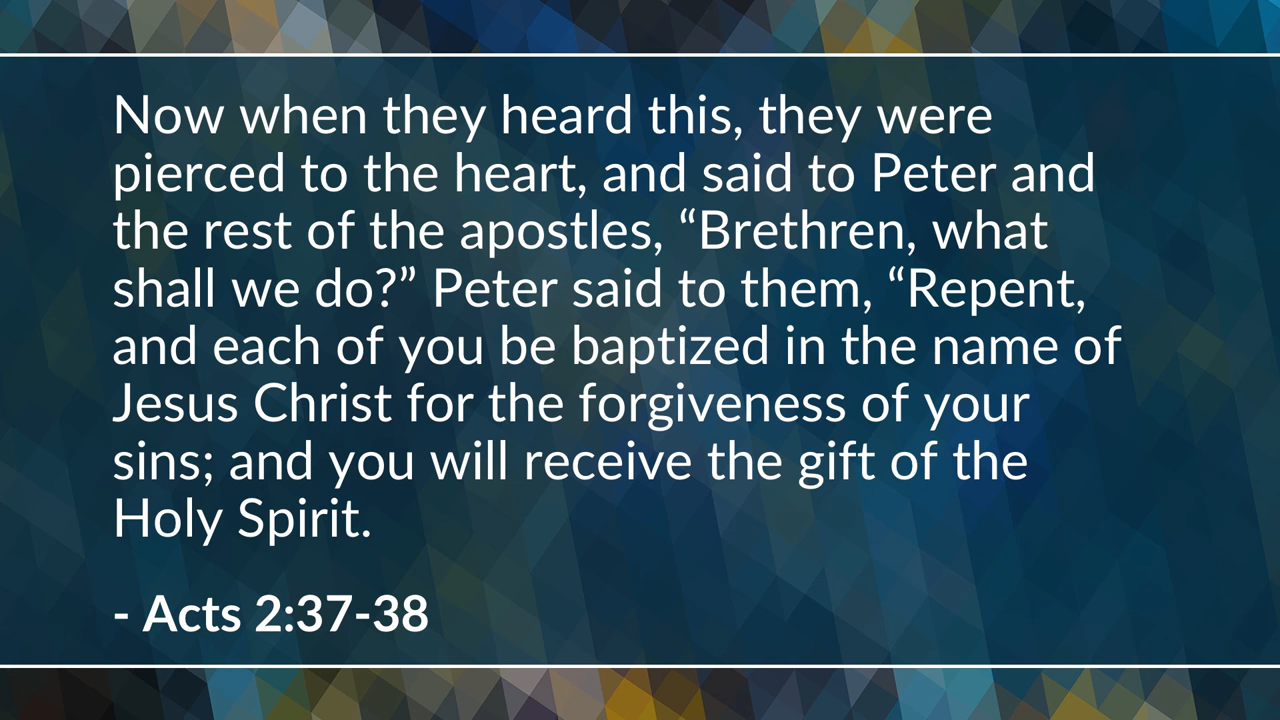 Now when they heard this, they were
pierced to the heart, and said to Peter and
the rest of the apostles, “Brethren, what
shall we do?” Peter said to them, “Repent,
and each of you be baptized in the name of
Jesus Christ for the forgiveness of your
sins; and you will receive the gift of the
Holy Spirit.
- Acts 2:37-38